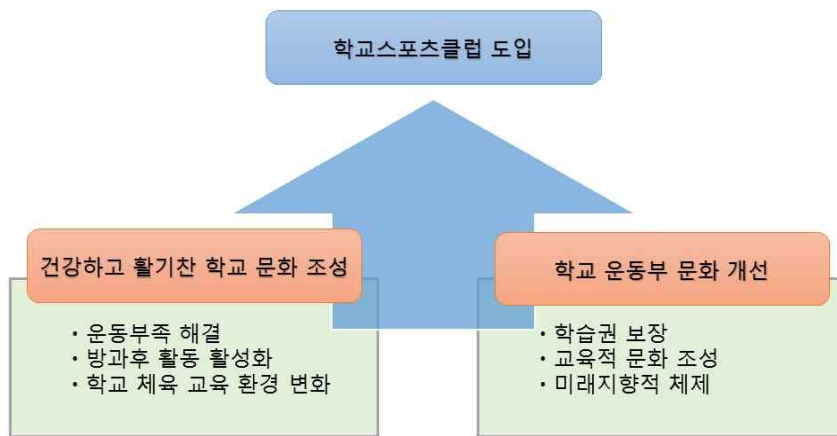 학교스포츠클럽 도입
건강하고 활기찬 학교 문화 조성
· 운동부족 해결
· 방과후 활동 활성화
· 학교 체육 교육 환경 변화
학교 운동부 문화 개선
· 학습권 보장
· 교육적 문화 조성
· 미래지향적 체제